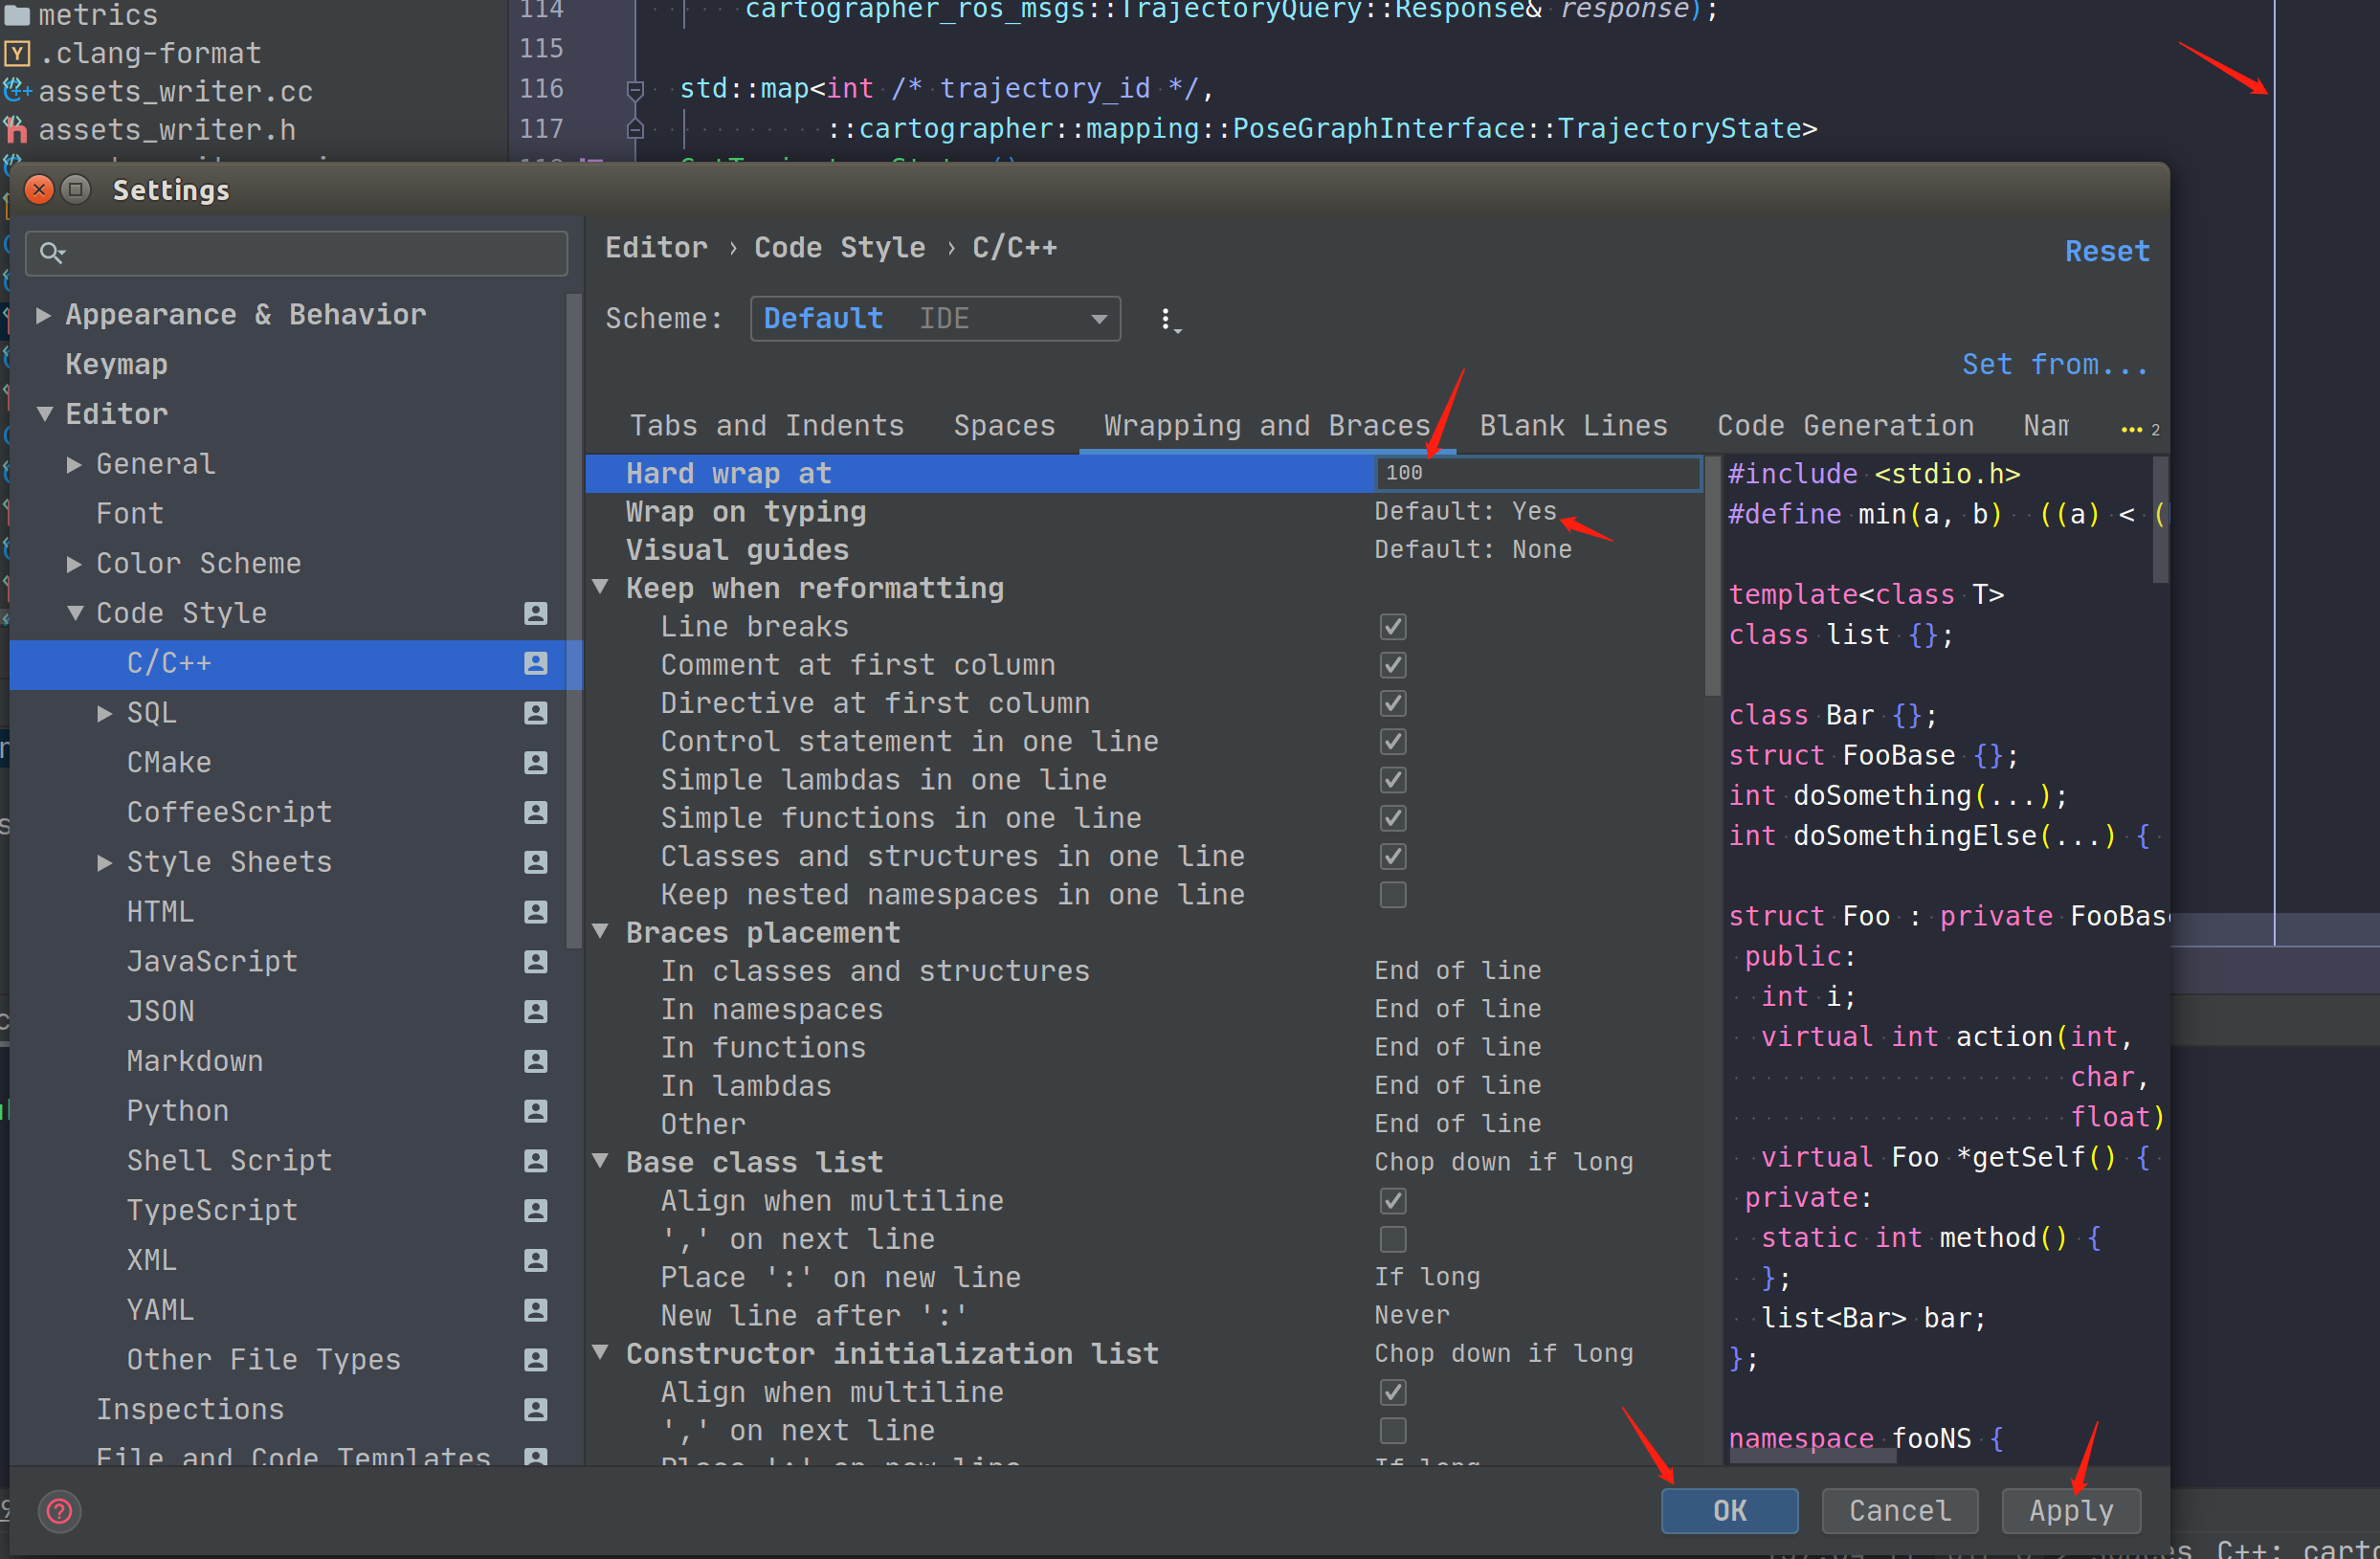 metrics
.clang-format
assets_writer.cc
assets_writer.h
114 cartographer_ros_msgs::TrajectoryQuery::Response& response);
115
116 std::map<int /* trajectory_id */,
117 ::cartographer::mapping::PoseGraphInterface::TrajectoryState>
Settings
Appearance & Behavior
Keymap
Editor
General
Font
Color Scheme
Code Style
C/C++
SQL
CMake
CoffeeScript
Style Sheets
HTML
JavaScript
JSON
Markdown
Python
Shell Script
TypeScript
XML
YAML
Other File Types
Inspections
File and Code Templates
Editor › Code Style › C/C++
Reset
Scheme: Default IDE
Set from...
Tabs and Indents Spaces Wrapping and Braces Blank Lines Code Generation Nam ... 2
Hard wrap at 100
Wrap on typing Default: Yes
Visual guides Default: None
Keep when reformatting
Line breaks
Comment at first column
Directive at first column
Control statement in one line
Simple lambdas in one line
Simple functions in one line
Classes and structures in one line
Keep nested namespaces in one line
Braces placement
In classes and structures End of line
In namespaces End of line
In functions End of line
In lambdas End of line
Other End of line
Base class list Chop down if long
Align when multiline
',' on next line
Place ':' on new line If long
New line after ':' Never
Constructor initialization list Chop down if long
Align when multiline
',' on next line
Place ':' on new line If long
#include <stdio.h>
#define min(a, b) ((a) < (
template<class T>
class list {};
class Bar {};
struct FooBase {};
int doSomething(...);
int doSomethingElse(...) {
struct Foo : private FooBase
public:
int i;
virtual int action(int,
char,
float)
virtual Foo *getSelf() {
private:
static int method() {
};
list<Bar> bar;
};
namespace fooNS {
?
OK Cancel Apply
C++: carto